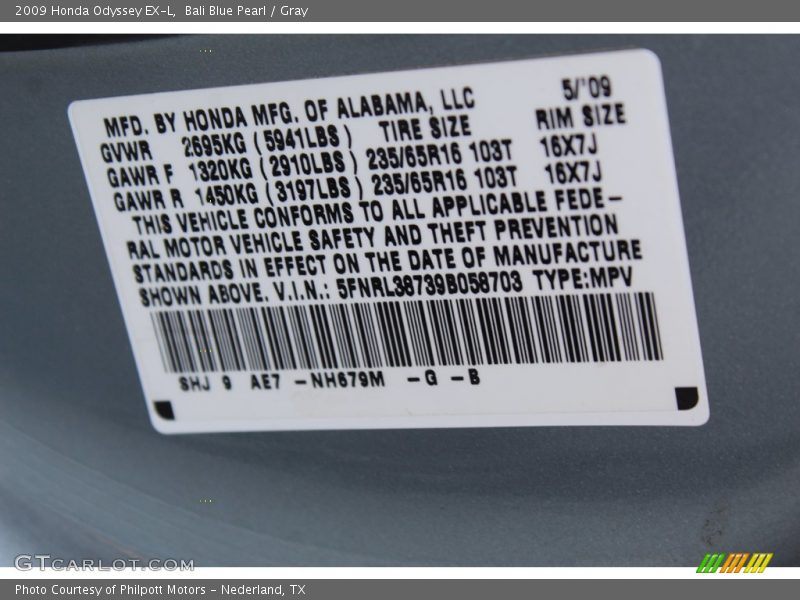 2009 Honda Odyssey EX-L,  Bali Blue Pearl / Gray
5/'09
MFD. BY HONDA MFG. OF ALABAMA, LLC
GVWR 2695KG (5941LBS) TIRE SIZE RIM SIZE
GAWR F 1320KG (2910LBS) 235/65R16 103T 16X7J
GAWR R 1450KG (3197LBS) 235/65R16 103T 16X7J
THIS VEHICLE CONFORMS TO ALL APPLICABLE FEDE-
RAL MOTOR VEHICLE SAFETY AND THEFT PREVENTION
STANDARDS IN EFFECT ON THE DATE OF MANUFACTURE
SHOWN ABOVE. V.I.N.: 5FNRL38739B058703 TYPE:MPV
SHJ 9 AE7 -NH679M -G -B
GTCARLOT.COM
Photo Courtesy of Philpott Motors - Nederland, TX